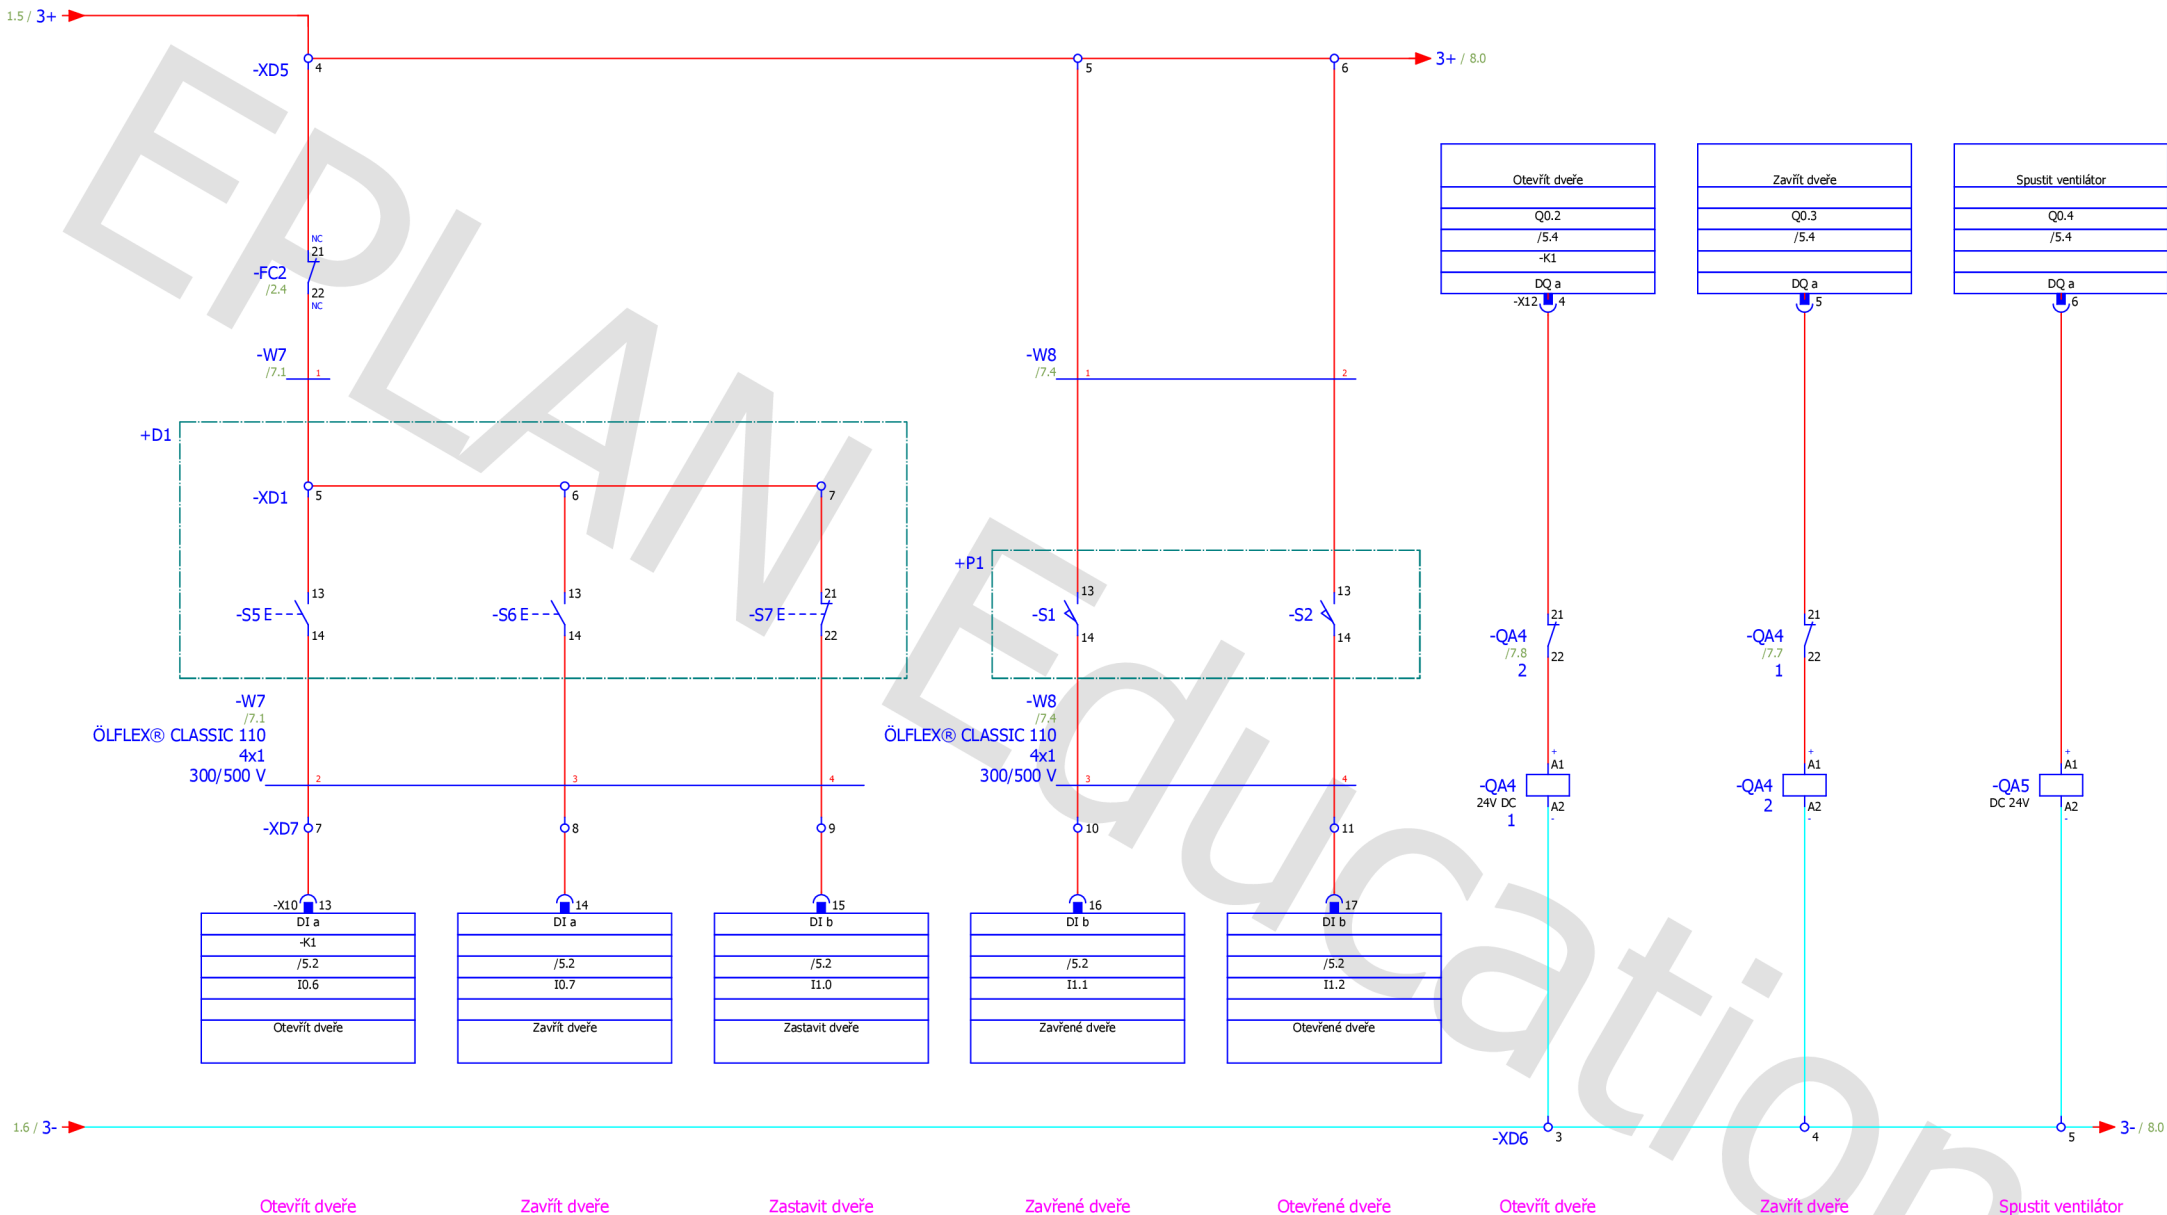 1.5 / 3+
-XD5
4
5
6
3+ / 8.0
Otevřít dveře
Q0.2
/5.4
-K1
DQ a
-X12
4
Zavřít dveře
Q0.3
/5.4
DQ a
5
Spustit ventilátor
Q0.4
/5.4
DQ a
6
NC
21
-FC2
/2.4
22
NC
-W7
/7.1
1
-W8
/7.4
1
2
+D1
-XD1
5
6
7
+P1
13
-S5 E
14
13
-S6 E
14
21
-S7 E
22
13
-S1
14
13
-S2
14
21
-QA4
/7.8
22
2
21
-QA4
/7.7
22
1
-W7
/7.1
ÖLFLEX® CLASSIC 110
4x1
300/500 V
2
3
4
-W8
/7.4
ÖLFLEX® CLASSIC 110
4x1
300/500 V
3
4
+
A1
-QA4
24V DC
A2
1
-
+
A1
-QA4
2
A2
-
+
A1
-QA5
DC 24V
A2
-
-XD7
7
8
9
10
11
-X10
13
14
15
16
17
DI a
-K1
/5.2
I0.6
Otevřít dveře
DI a
/5.2
I0.7
Zavřít dveře
DI b
/5.2
I1.0
Zastavit dveře
DI b
/5.2
I1.1
Zavřené dveře
DI b
/5.2
I1.2
Otevřené dveře
1.6 / 3-
-XD6
3
4
5
3- / 8.0
Otevřít dveře
Zavřít dveře
Zastavit dveře
Zavřené dveře
Otevřené dveře
Otevřít dveře
Zavřít dveře
Spustit ventilátor
EPLAN Education